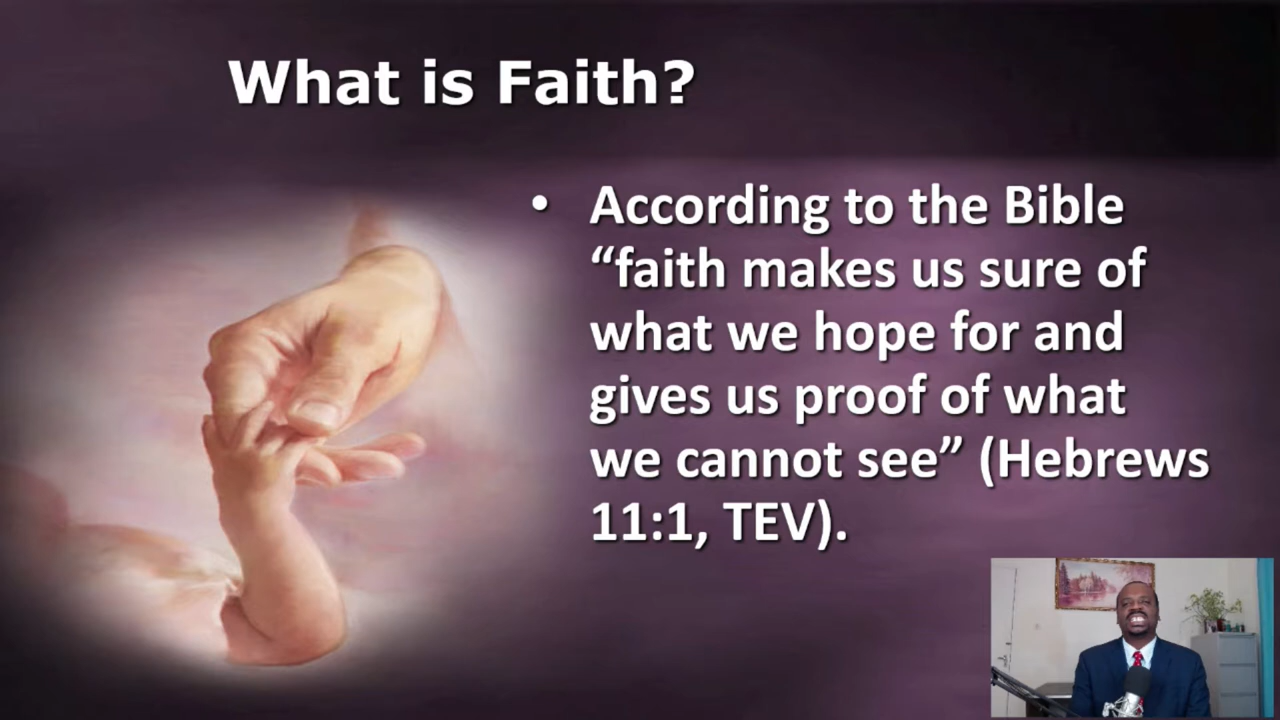 What is Faith?
• According to the Bible
“faith makes us sure of
what we hope for and
gives us proof of what
we cannot see” (Hebrews
11:1, TEV).